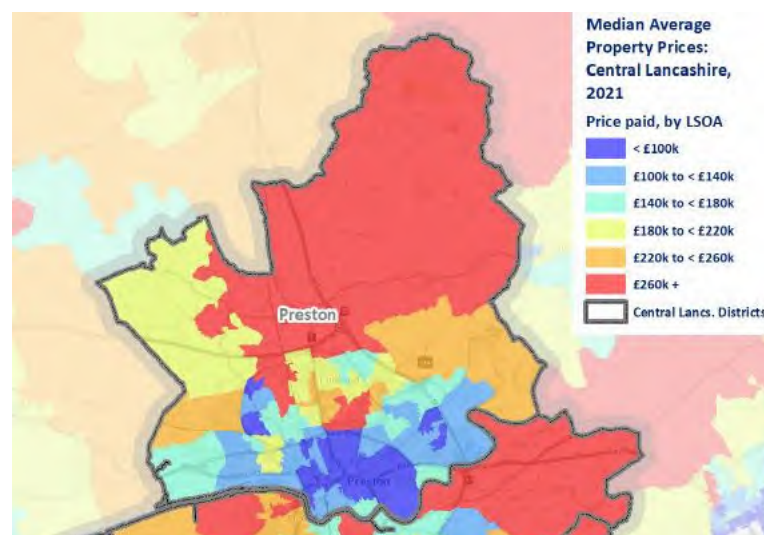 Median Average
Property Prices:
Central Lancashire,
2021
Price paid, by LSOA
< £100k
£100k to < £140k
£140k to < £180k
£180k to < £220k
£220k to < £260k
£260k +
Central Lancs. Districts
Preston
Preston